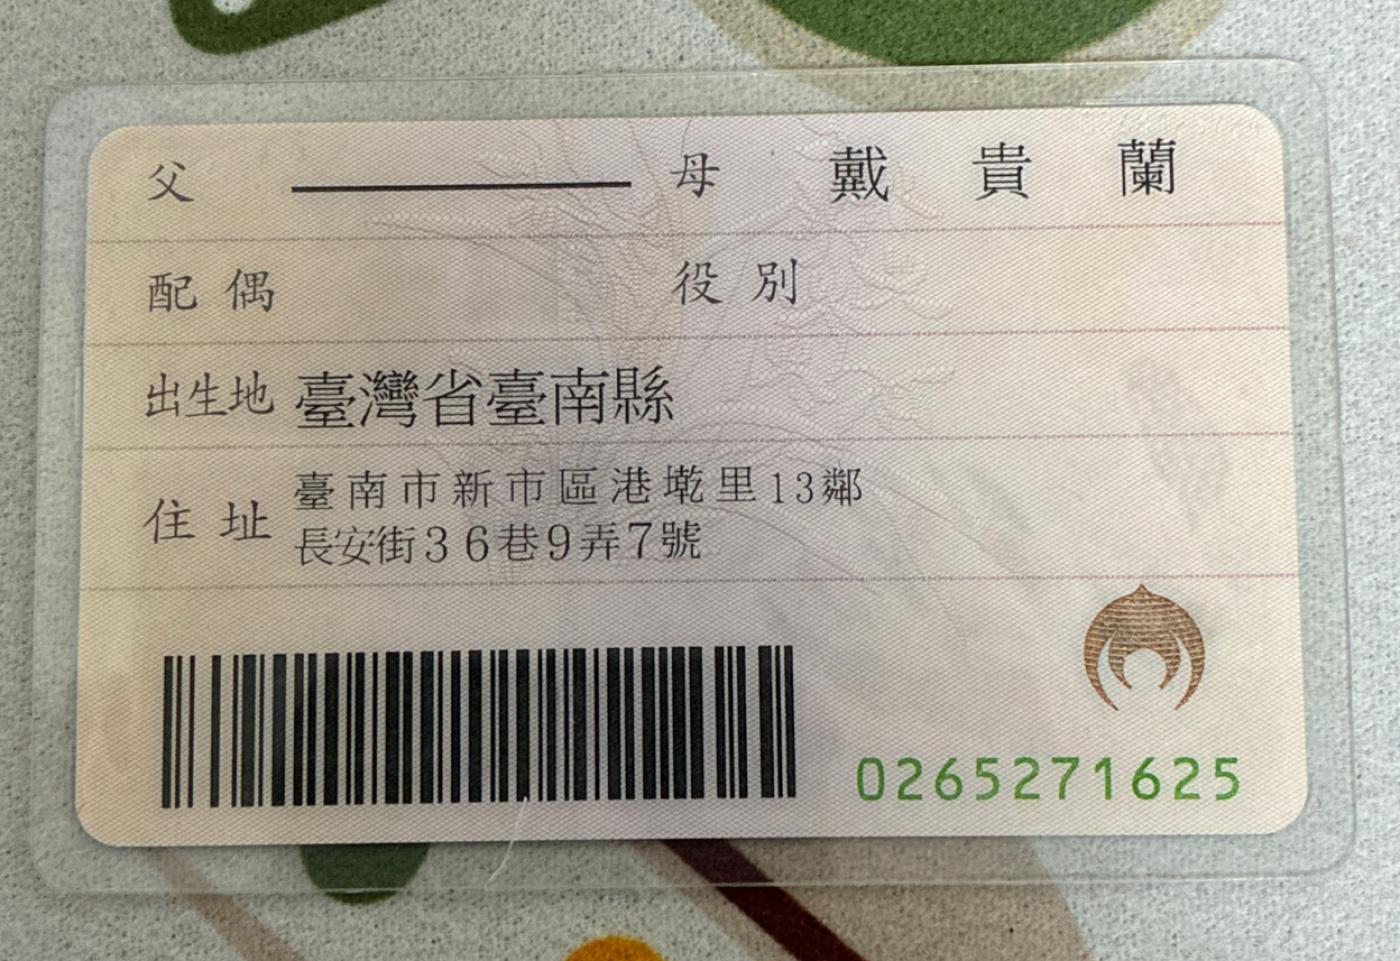 父 母 戴貴蘭
配偶 役別
出生地 臺灣省臺南縣
住址 臺南市新市區港墘里13鄰
長安街36巷9弄7號
0265271625